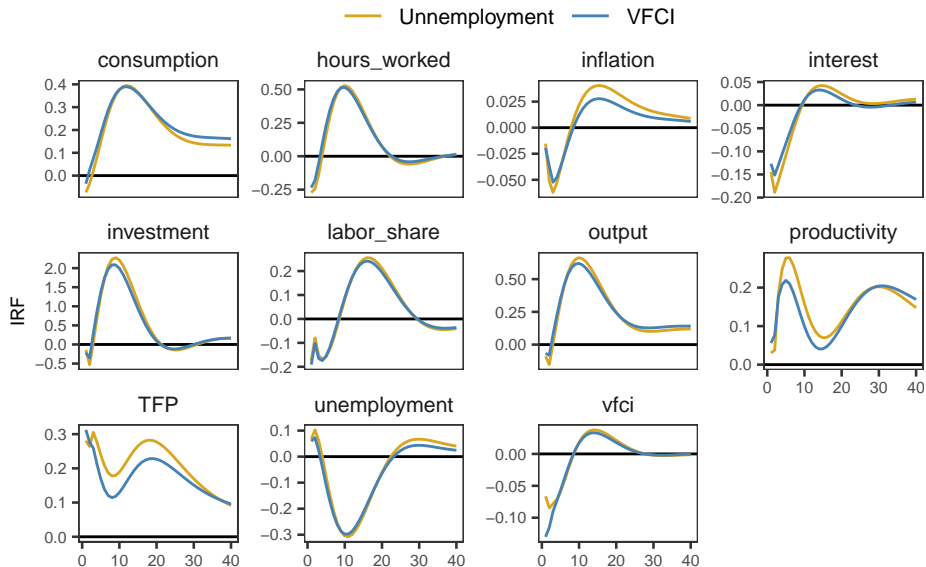 Unnemployment VFCI
consumption hours_worked inflation interest
0.4 0.3 0.2 0.1 0.0
0.50 0.25 0.00 −0.25
0.025 0.000 −0.025 −0.050
0.05 0.00 −0.05 −0.10 −0.15 −0.20
investment labor_share output productivity
IRF
2.0 1.5 1.0 0.5 0.0 −0.5
0.2 0.1 0.0 −0.1 −0.2
0.50 0.25 0.00
0.2 0.1 0.0
0 10 20 30 40
TFP unemployment vfci
0.3 0.2 0.1 0.0
0.1 0.0 −0.1 −0.2 −0.3
0.00 −0.05 −0.10
0 10 20 30 40 0 10 20 30 40 0 10 20 30 40